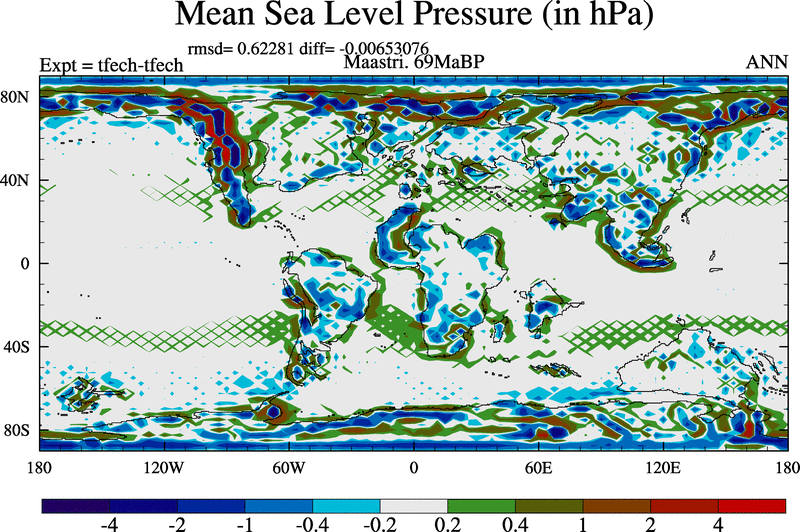 Mean Sea Level Pressure (in hPa)
rmsd= 0.62281 diff= -0.00653076
Expt = tfech-tfech Maastri. 69MaBP ANN
80N
40N
0
40S
80S
180 120W 60W 0 60E 120E 180
-4 -2 -1 -0.4 -0.2 0.2 0.4 1 2 4